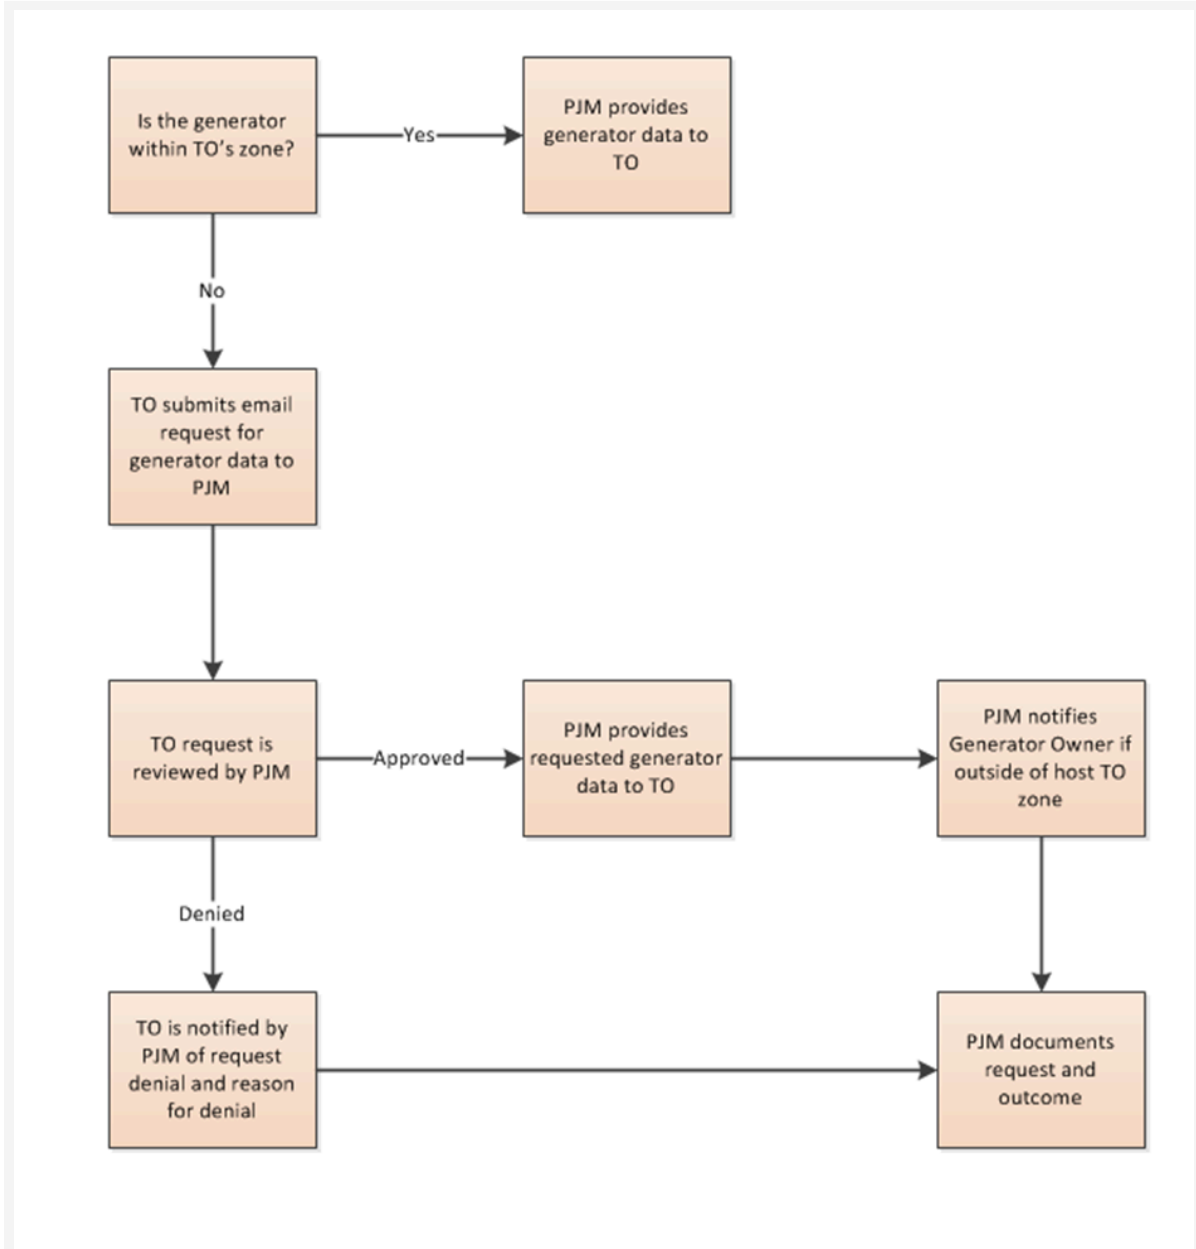 Is the generator
within TO's zone?
Yes
PJM provides
generator data to
TO
No
TO submits email
request for
generator data to
PJM
TO request is
reviewed by PJM
Approved
PJM provides
requested generator
data to TO
PJM notifies
Generator Owner if
outside of host TO
zone
Denied
TO is notified by
PJM of request
denial and reason
for denial
PJM documents
request and
outcome